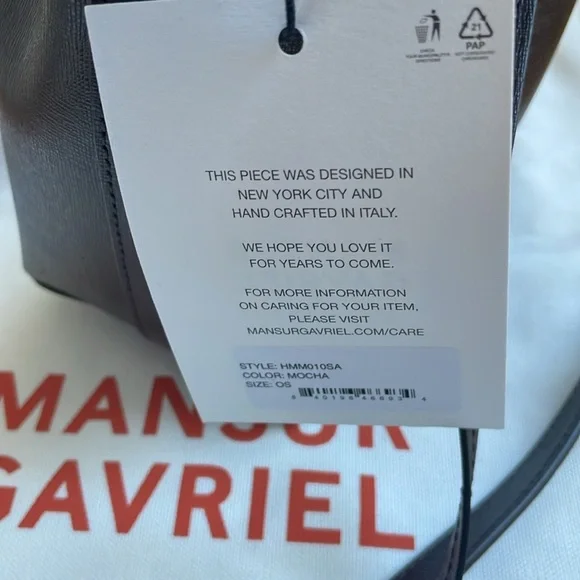 21
PAP
THIS PIECE WAS DESIGNED IN
NEW YORK CITY AND
HAND CRAFTED IN ITALY.
WE HOPE YOU LOVE IT
FOR YEARS TO COME.
FOR MORE INFORMATION
ON CARING FOR YOUR ITEM,
PLEASE VISIT
MANSURGAVRIEL.COM/CARE
STYLE: HMM010SA
COLOR: MOCHA
SIZE: OS
MANSUR
GAVRIEL